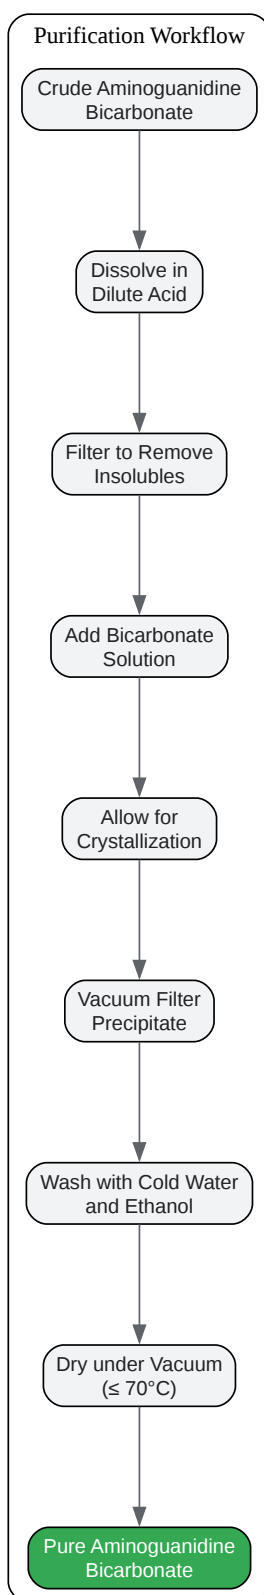 Purification Workflow
Crude Aminoguanidine
Bicarbonate
Dissolve in
Dilute Acid
Filter to Remove
Insolubles
Add Bicarbonate
Solution
Allow for
Crystallization
Vacuum Filter
Precipitate
Wash with Cold Water
and Ethanol
Dry under Vacuum
(≤ 70°C)
Pure Aminoguanidine
Bicarbonate